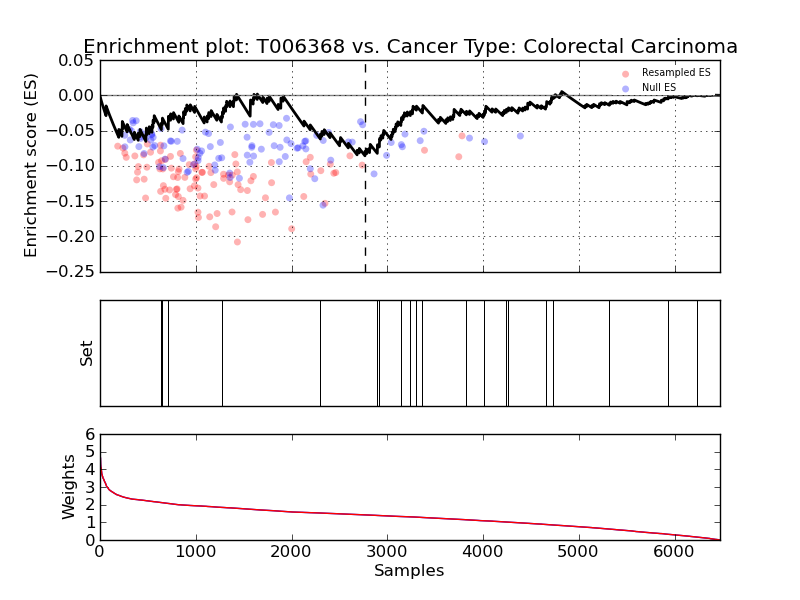 Enrichment plot: T006368 vs. Cancer Type: Colorectal Carcinoma
Enrichment score (ES)
0.05
0.00
−0.05
−0.10
−0.15
−0.20
−0.25
Resampled ES
Null ES
Set
Weights
6
5
4
3
2
1
0
0 1000 2000 3000 4000 5000 6000
Samples